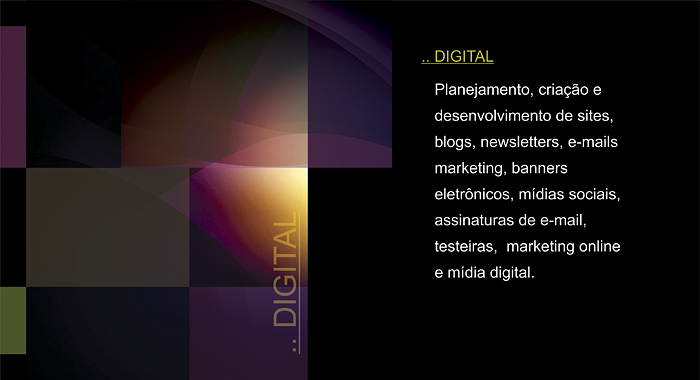 .. DIGITAL
Planejamento, criação e
desenvolvimento de sites,
blogs, newsletters, e-mails
marketing, banners
eletrônicos, mídias sociais,
assinaturas de e-mail,
testeiras,  marketing online
e mídia digital.
.. DIGITAL